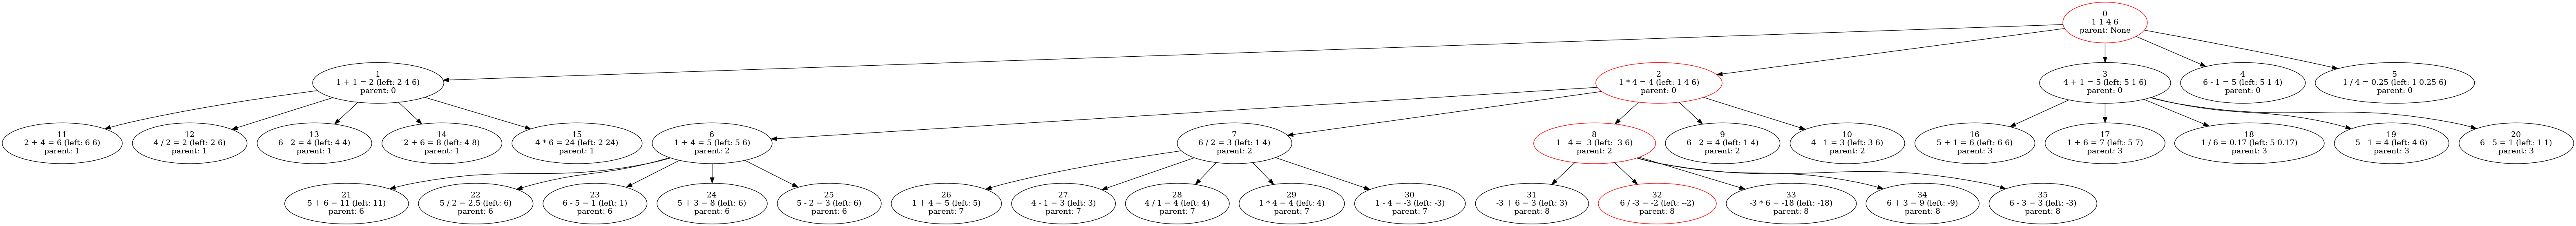 0
1 1 4 6
parent: None
1
1 + 1 = 2 (left: 2 4 6)
parent: 0
2
1 * 4 = 4 (left: 1 4 6)
parent: 0
3
4 + 1 = 5 (left: 5 1 6)
parent: 0
4
6 - 1 = 5 (left: 5 1 4)
parent: 0
5
1 / 4 = 0.25 (left: 1 0.25 6)
parent: 0
11
2 + 4 = 6 (left: 6 6)
parent: 1
12
4 / 2 = 2 (left: 2 6)
parent: 1
13
6 - 2 = 4 (left: 4 4)
parent: 1
14
2 + 6 = 8 (left: 4 8)
parent: 1
15
4 * 6 = 24 (left: 2 24)
parent: 1
6
1 + 4 = 5 (left: 5 6)
parent: 2
7
6 / 2 = 3 (left: 1 4)
parent: 2
8
1 - 4 = -3 (left: -3 6)
parent: 2
9
6 - 2 = 4 (left: 1 4)
parent: 2
10
4 - 1 = 3 (left: 3 6)
parent: 2
16
5 + 1 = 6 (left: 6 6)
parent: 3
17
1 + 6 = 7 (left: 5 7)
parent: 3
18
1 / 6 = 0.17 (left: 5 0.17)
parent: 3
19
5 - 1 = 4 (left: 4 6)
parent: 3
20
6 - 5 = 1 (left: 1 1)
parent: 3
21
5 + 6 = 11 (left: 11)
parent: 6
22
5 / 2 = 2.5 (left: 6)
parent: 6
23
6 - 5 = 1 (left: 1)
parent: 6
24
5 + 3 = 8 (left: 6)
parent: 6
25
5 - 2 = 3 (left: 6)
parent: 6
26
1 + 4 = 5 (left: 5)
parent: 7
27
4 - 1 = 3 (left: 3)
parent: 7
28
4 / 1 = 4 (left: 4)
parent: 7
29
1 * 4 = 4 (left: 4)
parent: 7
30
1 - 4 = -3 (left: -3)
parent: 7
31
-3 + 6 = 3 (left: 3)
parent: 8
32
6 / -3 = -2 (left: --2)
parent: 8
33
-3 * 6 = -18 (left: -18)
parent: 8
34
6 + 3 = 9 (left: -9)
parent: 8
35
6 - 3 = 3 (left: -3)
parent: 8